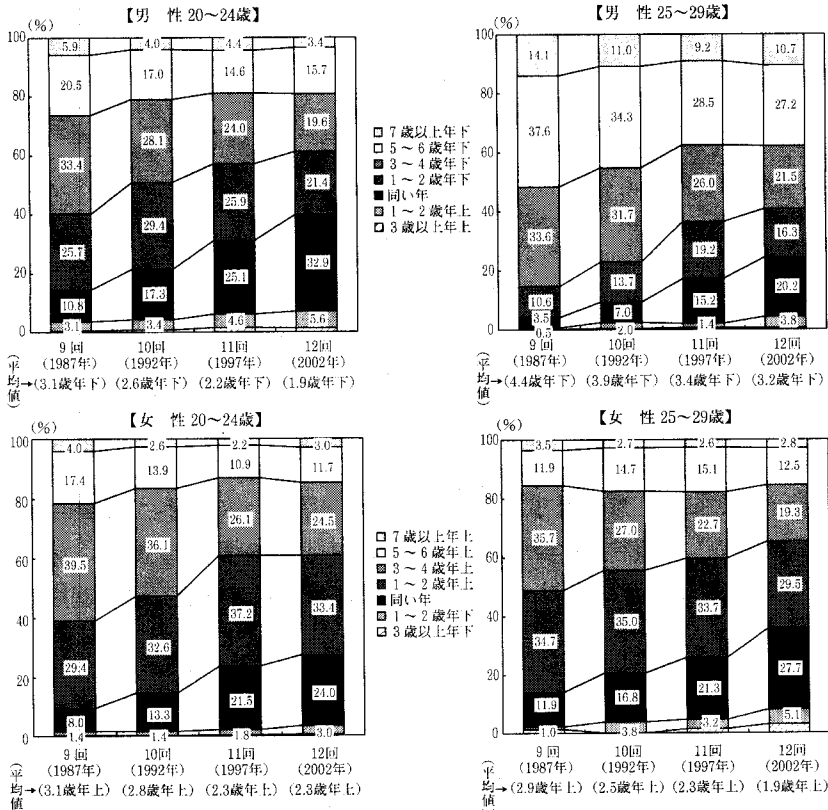 【男 性 20〜24歳】
(%)
100
80
60
40
20
0
5.9 4.0 4.4 3.4
20.5 17.0 14.6 15.7
33.4 28.1 24.0 19.6
25.7 29.4 25.9 21.4
10.8 17.3 25.1 32.9
3.1 3.4 4.6 5.6
9回 10回 11回 12回
(1987年) (1992年) (1997年) (2002年)
(平均値)→(3.1歳年下) (2.6歳年下) (2.2歳年下) (1.9歳年下)
7歳以上年下
5〜6歳年下
3〜4歳年下
1〜2歳年下
同い年
1〜2歳年上
3歳以上年上
【男 性 25〜29歳】
(%)
100
80
60
40
20
0
14.1 11.0 9.2 10.7
37.6 34.3 28.5 27.2
33.6 31.7 26.0 21.5
10.6 13.7 19.2 16.3
3.5 7.0 15.2 20.2
0.5 2.0 1.4 3.8
9回 10回 11回 12回
(1987年) (1992年) (1997年) (2002年)
(平均値)→(4.4歳年下) (3.9歳年下) (3.4歳年下) (3.2歳年下)
【女 性 20〜24歳】
(%)
100
80
60
40
20
0
4.0 2.6 2.2 3.0
17.4 13.9 10.9 11.7
39.5 36.1 26.1 24.5
29.4 32.6 37.2 33.4
8.0 13.3 21.5 24.0
1.4 1.4 1.8 3.0
9回 10回 11回 12回
(1987年) (1992年) (1997年) (2002年)
(平均値)→(3.1歳年上) (2.8歳年上) (2.3歳年上) (2.3歳年上)
7歳以上年上
5〜6歳年上
3〜4歳年上
1〜2歳年上
同い年
1〜2歳年下
3歳以上年下
【女 性 25〜29歳】
(%)
100
80
60
40
20
0
3.5 2.7 2.6 2.8
11.9 14.7 15.1 12.5
35.7 27.0 22.7 19.3
34.7 35.0 33.7 29.5
11.9 16.8 21.3 27.7
1.0 3.8 3.2 5.1
9回 10回 11回 12回
(1987年) (1992年) (1997年) (2002年)
(平均値)→(2.9歳年上) (2.5歳年上) (2.3歳年上) (1.9歳年上)